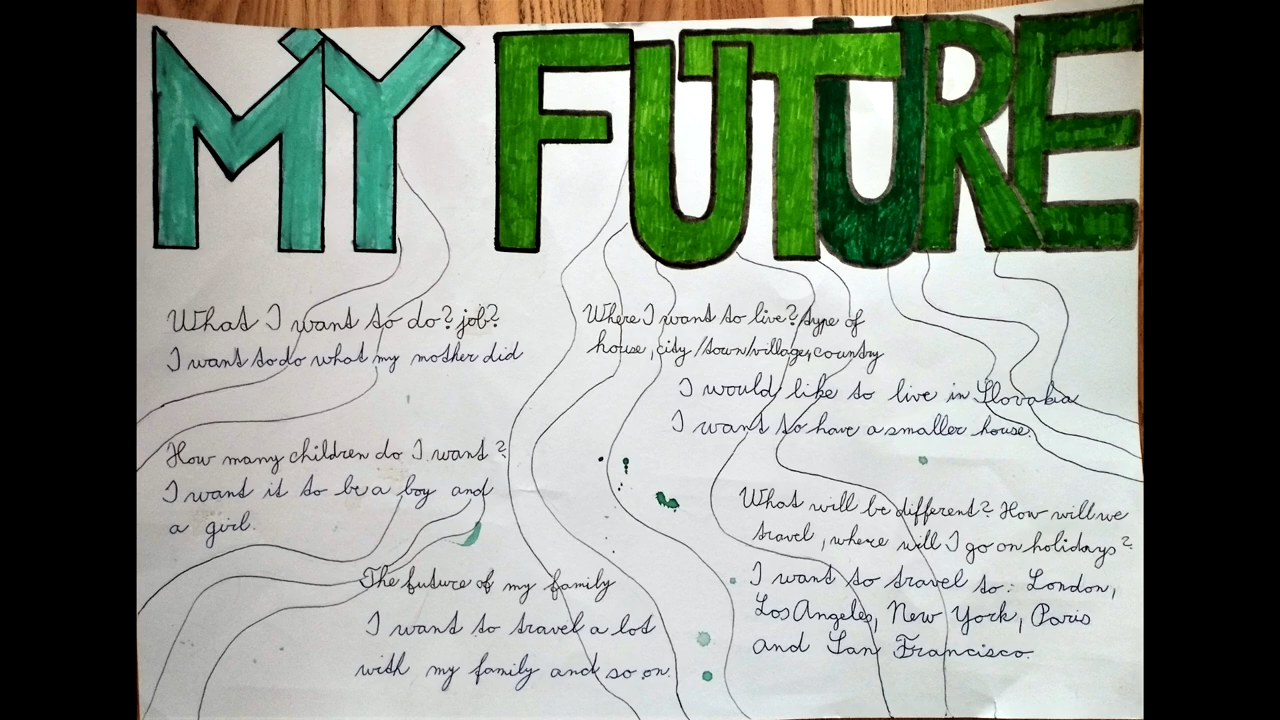 MY FUTURE
What I want to do? job?
I want to do what my mother did
How many children do I want?
I want it to be a boy and
a girl.
The future of my family
I want to travel a lot
with my family and so on.
Where I want to live? type of
house, city /town/village, country
I would like to live in Slovakia
I want to have a smaller house.
What will be different? How will we
travel, where will I go on holidays?
I want to travel to: London,
Los Angeles, New York, Paris
and San Francisco.